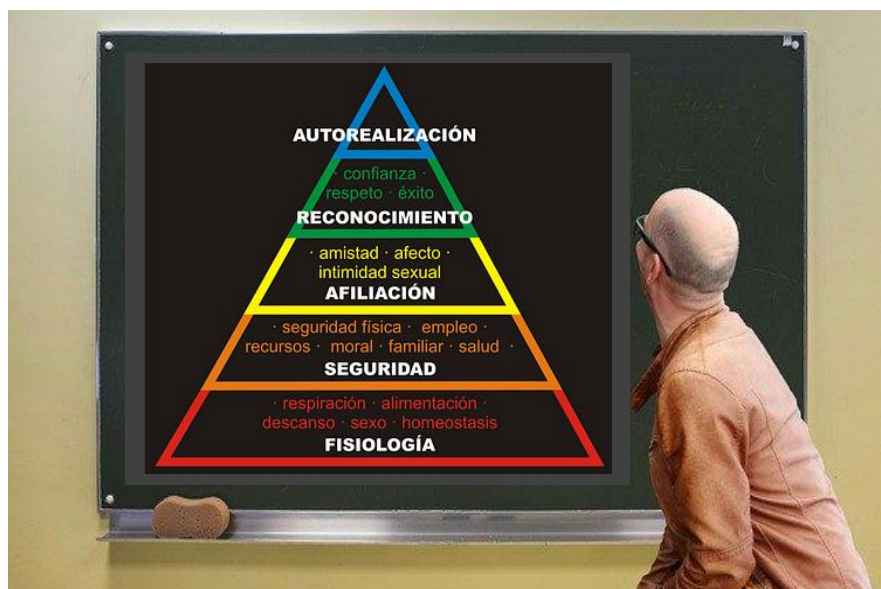 AUTOREALIZACIÓN
· confianza ·
respeto · éxito
RECONOCIMIENTO
· amistad · afecto ·
intimidad sexual
AFILIACIÓN
· seguridad física · empleo ·
recursos · moral · familiar · salud ·
SEGURIDAD
· respiración · alimentación ·
descanso · sexo · homeostasis
FISIOLOGÍA